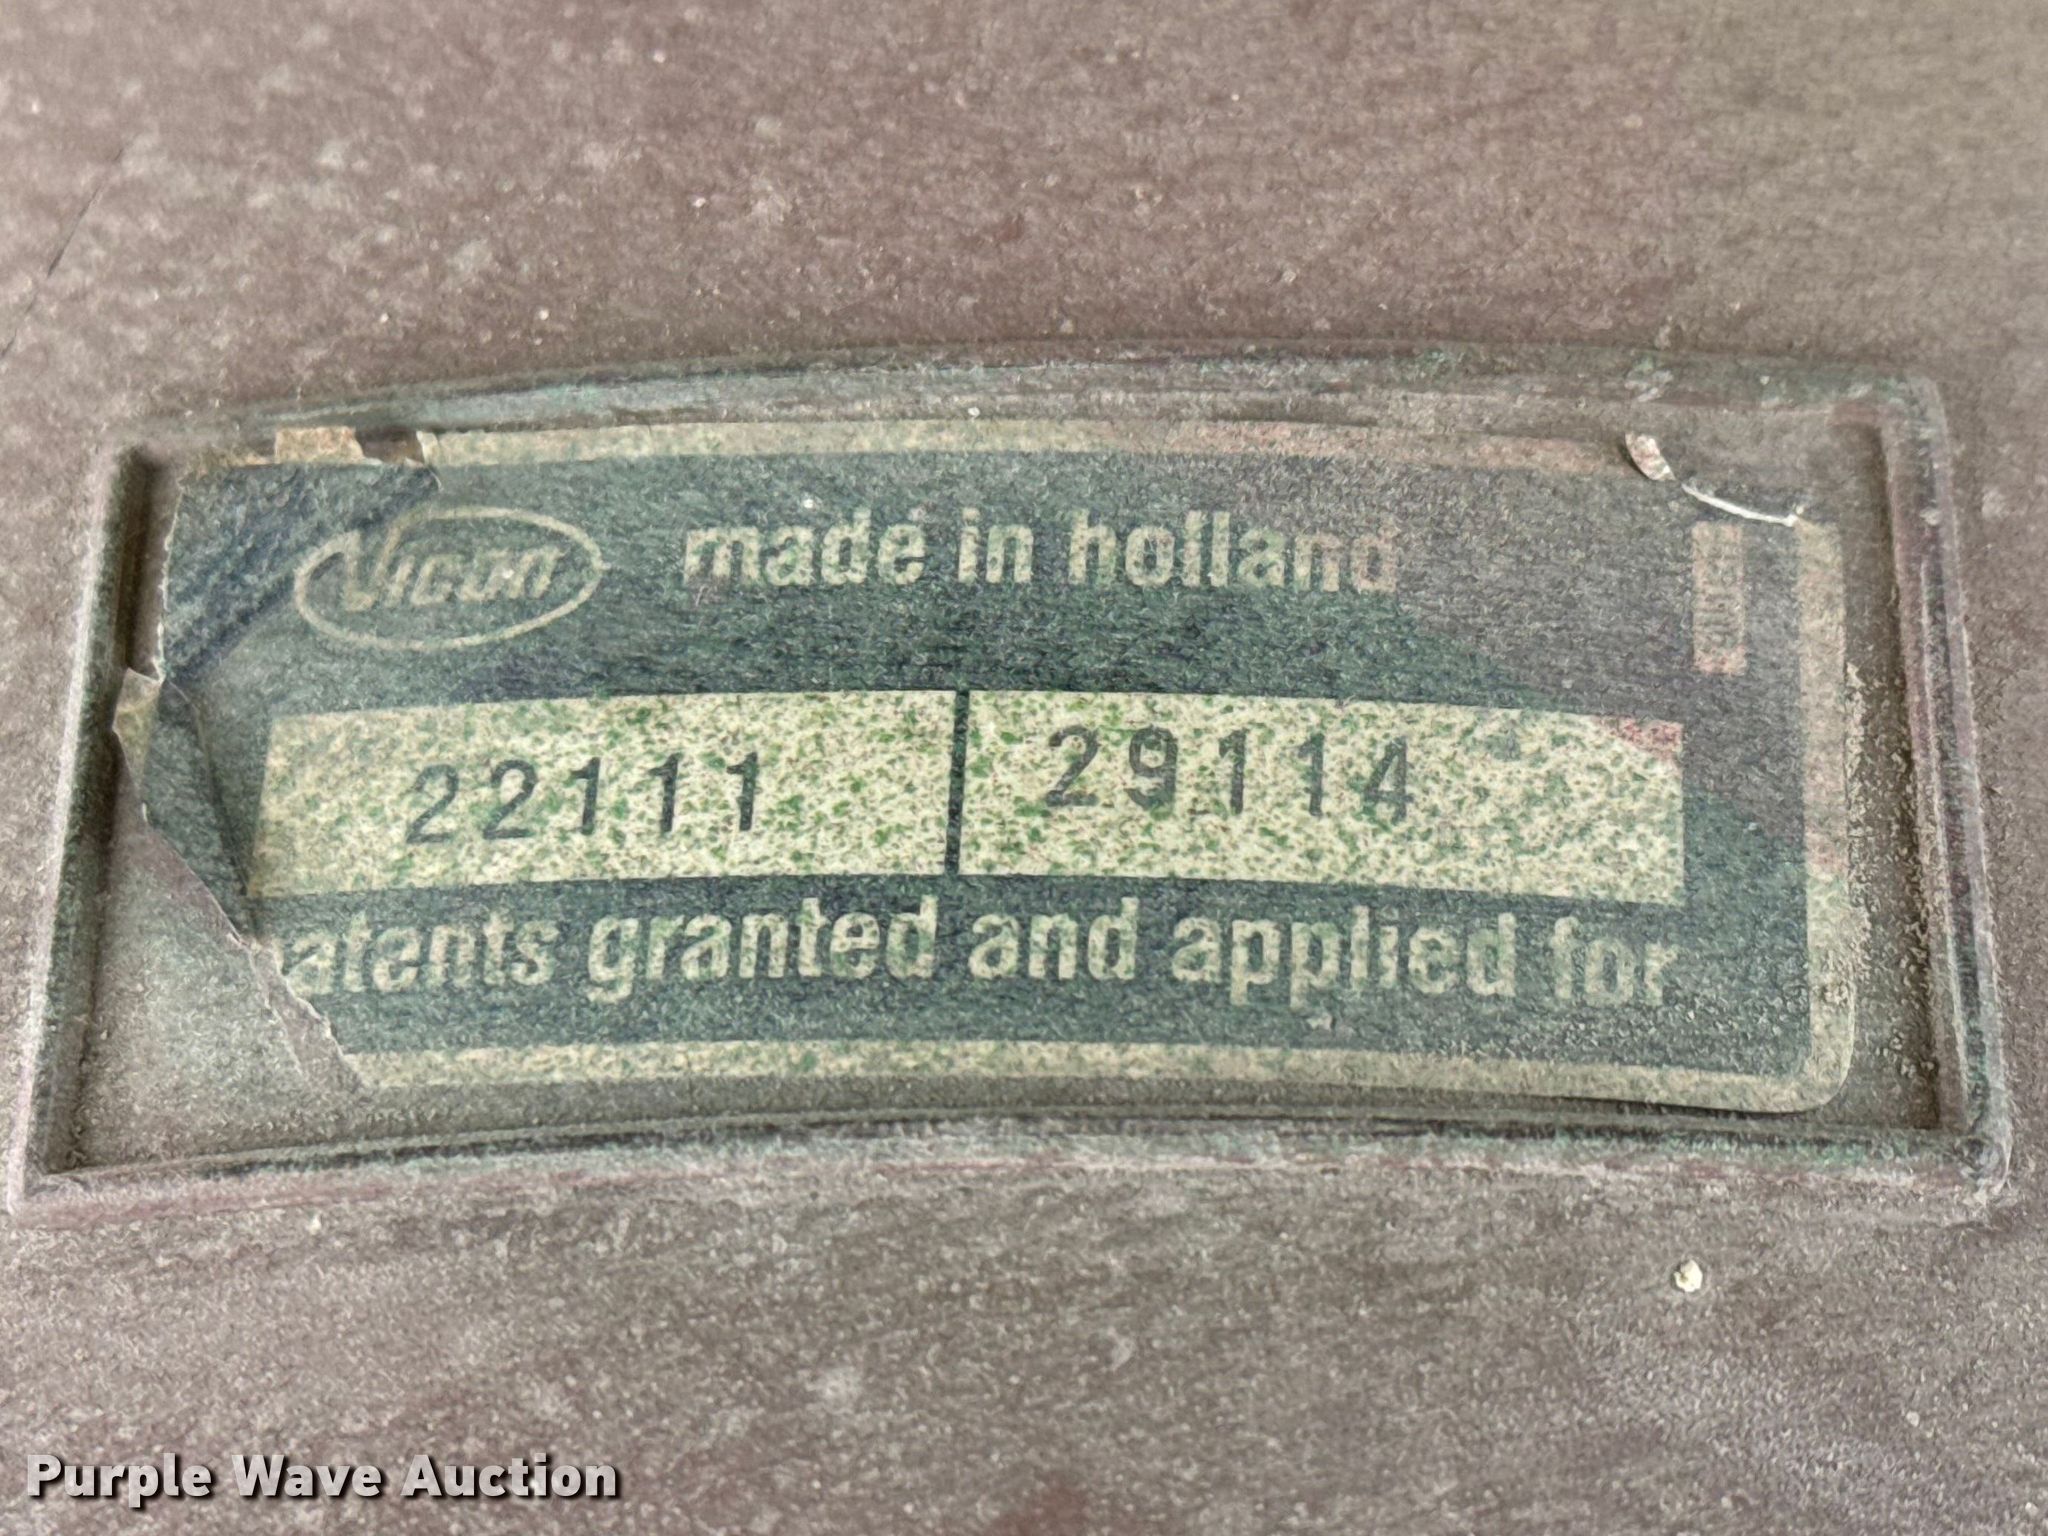 Vicon made in holland
22111 29114
atents granted and applied for
Purple Wave Auction